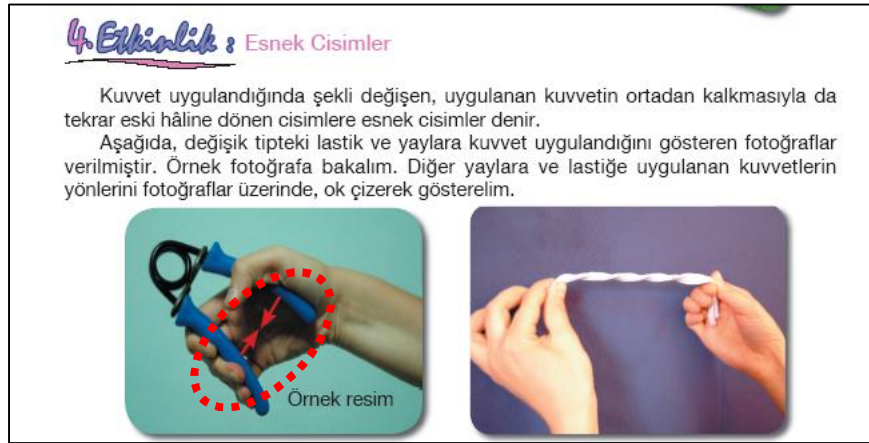 4. Etkinlik : Esnek Cisimler
Kuvvet uygulandığında şekli değişen, uygulanan kuvvetin ortadan kalkmasıyla da
tekrar eski hâline dönen cisimlere esnek cisimler denir.
Aşağıda, değişik tipteki lastik ve yaylara kuvvet uygulandığını gösteren fotoğraflar
verilmiştir. Örnek fotoğrafa bakalım. Diğer yaylara ve lastiğe uygulanan kuvvetlerin
yönlerini fotoğraflar üzerinde, ok çizerek gösterelim.
Örnek resim